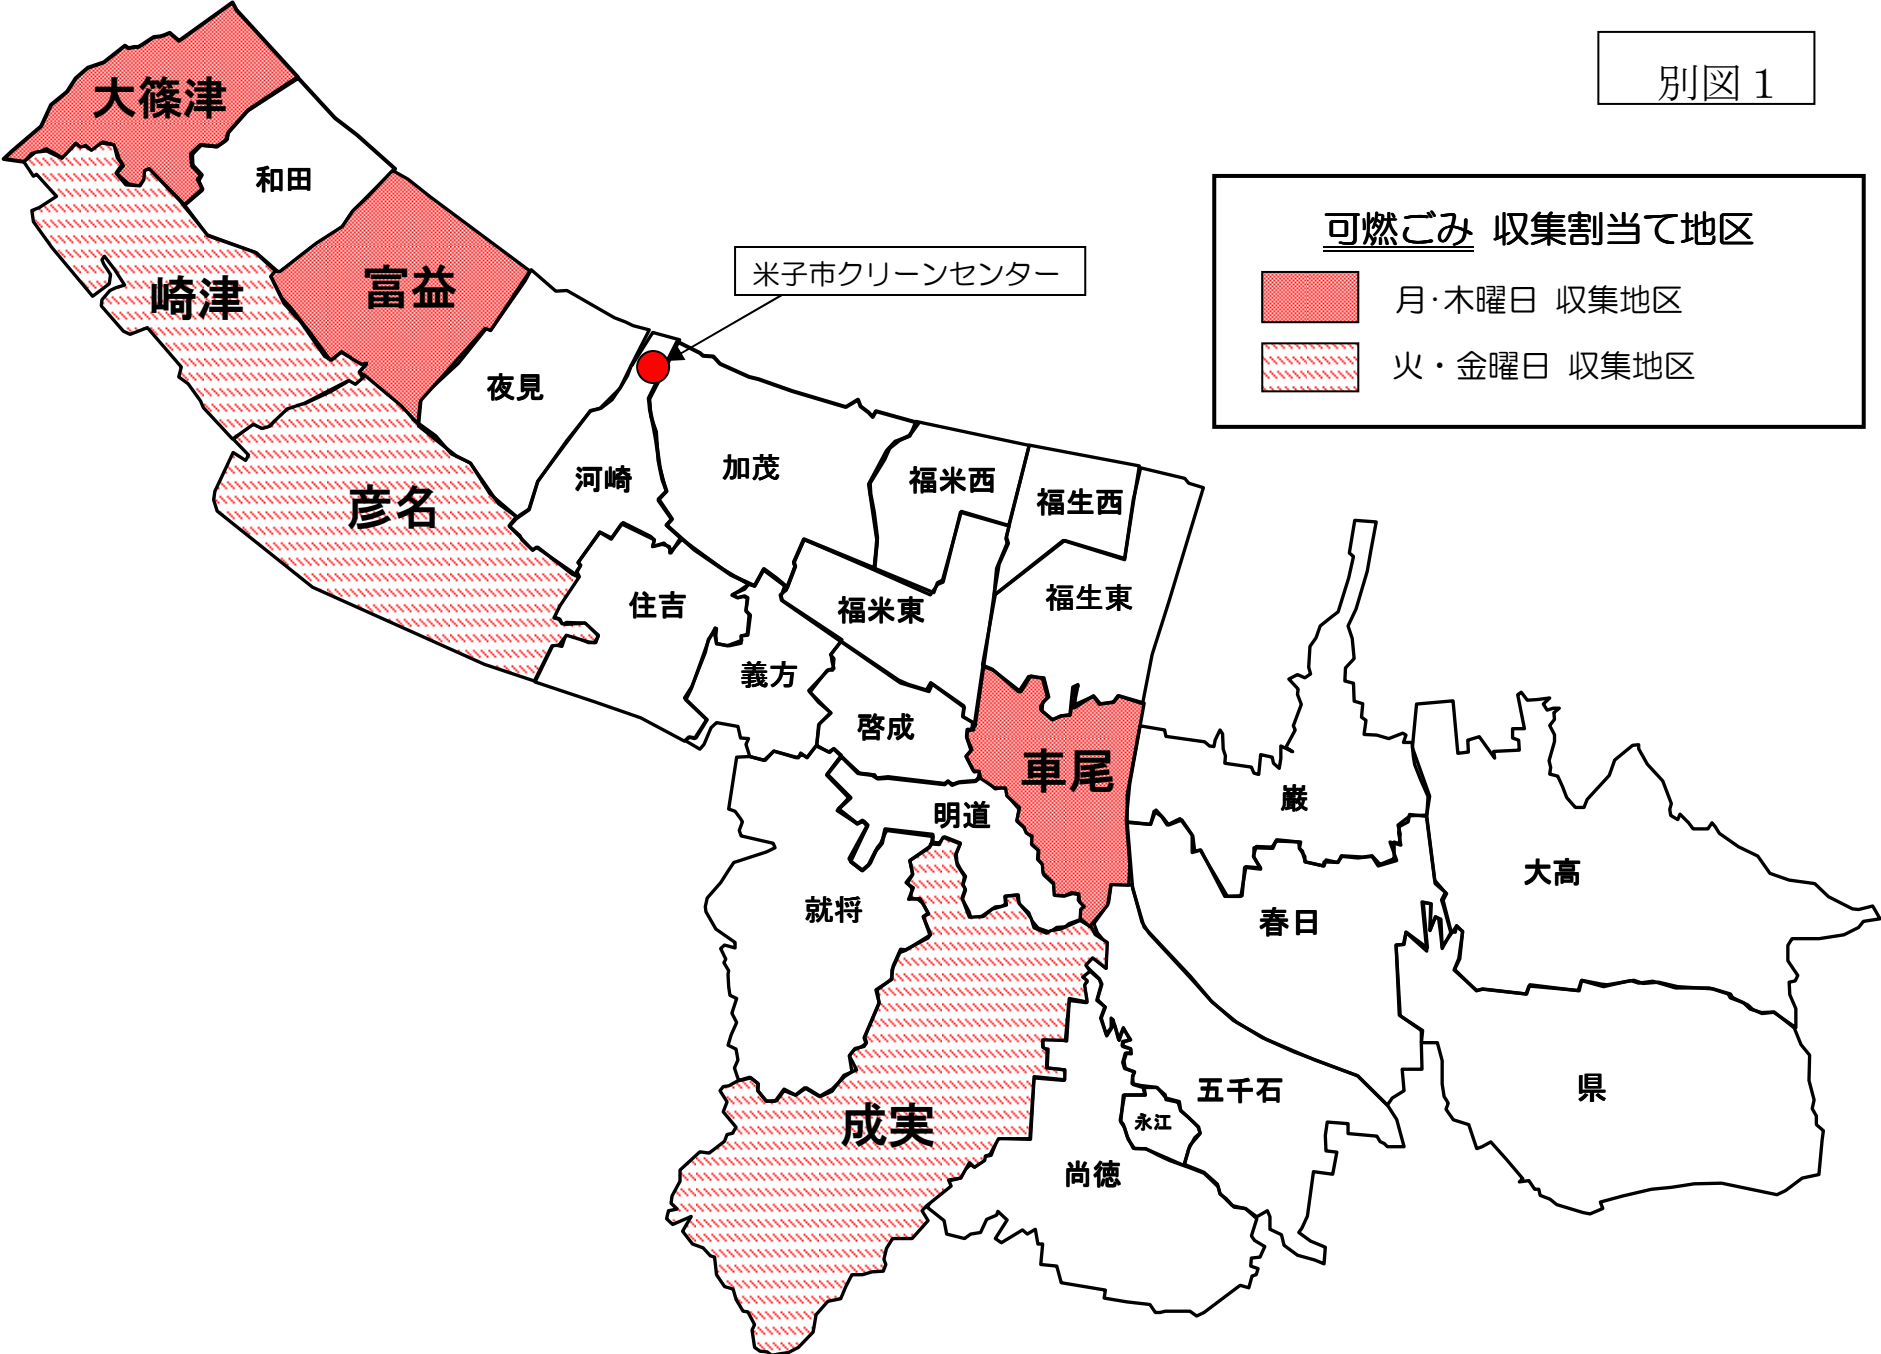 別図１
可燃ごみ 収集割当て地区
月･木曜日 収集地区
火・金曜日 収集地区
米子市クリーンセンター
大篠津
和田
崎津
富益
夜見
彦名
河崎
加茂
福米西
福生西
福生東
住吉
福米東
義方
啓成
車尾
明道
巌
大高
就将
春日
県
五千石
成実
永江
尚徳